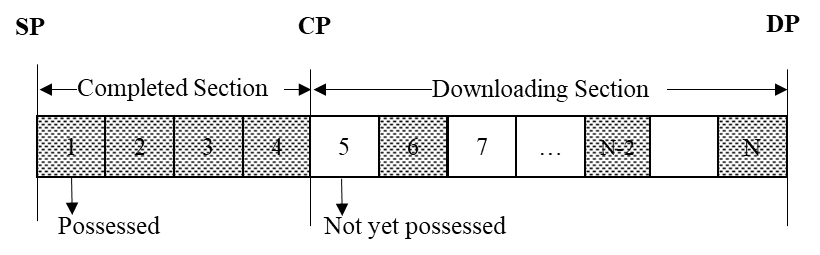 SP CP DP
Completed Section Downloading Section
1 2 3 4 5 6 7 … N-2 N
Possessed Not yet possessed